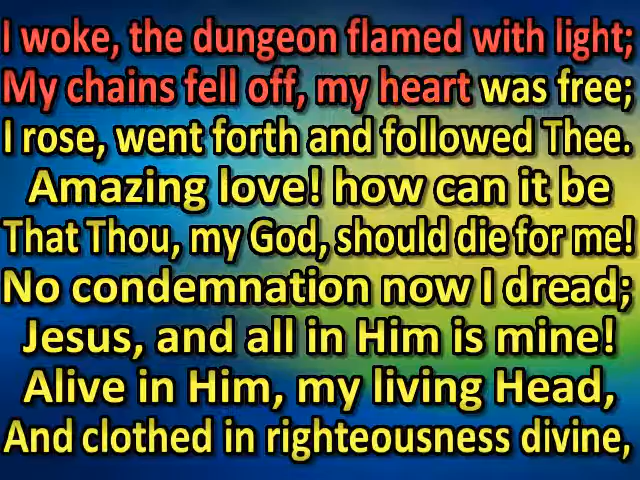 I woke, the dungeon flamed with light;
My chains fell off, my heart was free;
I rose, went forth and followed Thee.
Amazing love! how can it be
That Thou, my God, should die for me!
No condemnation now I dread;
Jesus, and all in Him is mine!
Alive in Him, my living Head,
And clothed in righteousness divine,